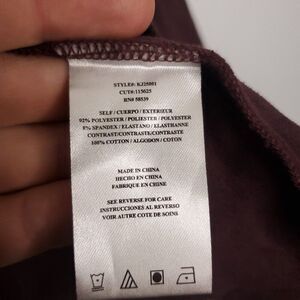 STYLE#: KJ25001
CUT#:115625
RN# 58539
SELF / CUERPO / EXTERIEUR
92% POLYESTER / POLIESTER / POLYESTER
8% SPANDEX / ELASTANO / ELASTHANNE
CONTRAST/CONTRASTE/CONTRASTE
100% COTTON / ALGODON / COTON
MADE IN CHINA
HECHO EN CHINA
FABRIQUE EN CHINE
SEE REVERSE FOR CARE
INSTRUCCIONES AL REVERSO
VOIR AUTRE COTE DE SOINS